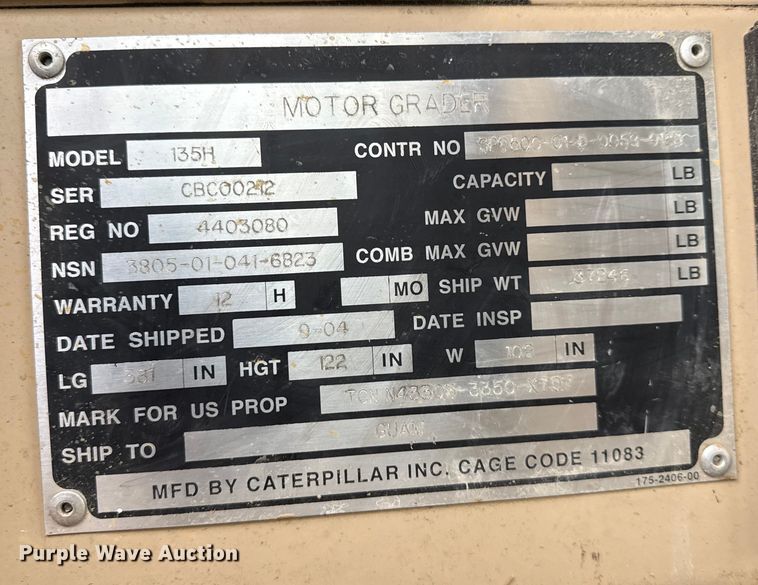 MOTOR GRADER
MODEL 135H CONTR NO
SER CBC00212 CAPACITY LB
REG NO 4403080 MAX GVW LB
NSN 3805-01-041-6823 COMB MAX GVW LB
WARRANTY 12 H MO SHIP WT LB
DATE SHIPPED 9-04 DATE INSP
LG IN HGT 122 IN W IN
MARK FOR US PROP TCN
SHIP TO GUAM
MFD BY CATERPILLAR INC. CAGE CODE 11083
175-2406-00
Purple Wave Auction